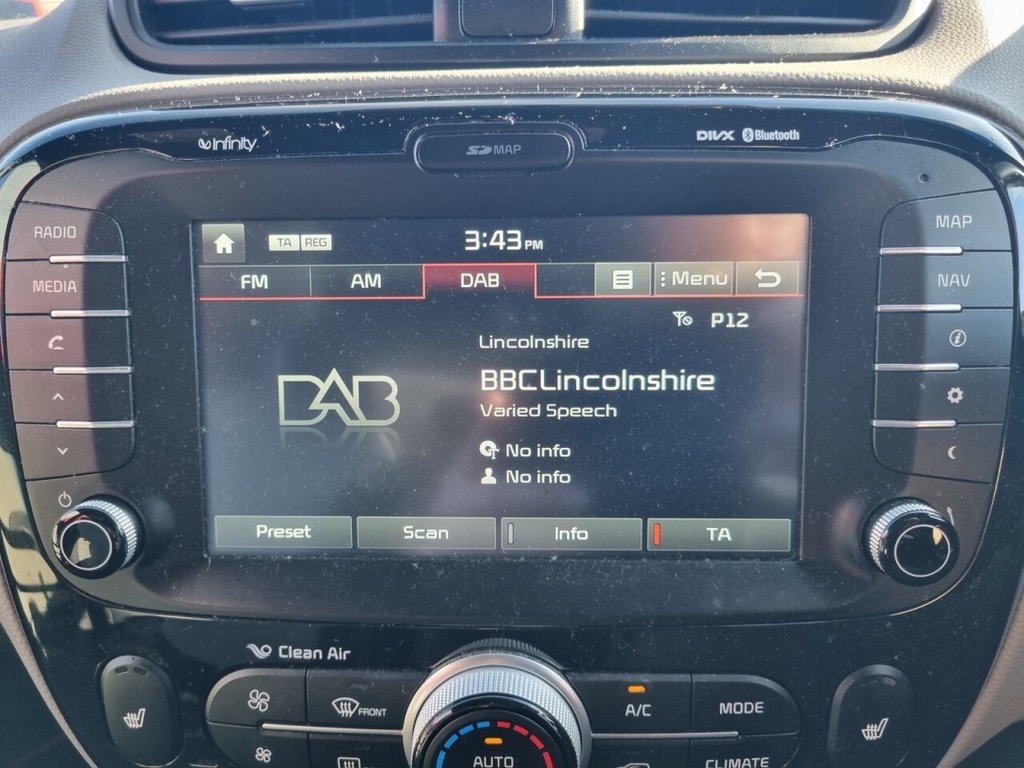 Infinity
SD MAP
DIVX Bluetooth
RADIO
MEDIA
MAP
NAV
TA REG
3:43 PM
FM AM DAB Menu
P12
Lincolnshire
DAB
BBCLincolnshire
Varied Speech
No info
No info
Preset Scan Info TA
Clean Air
FRONT
A/C
MODE
AUTO
CLIMATE